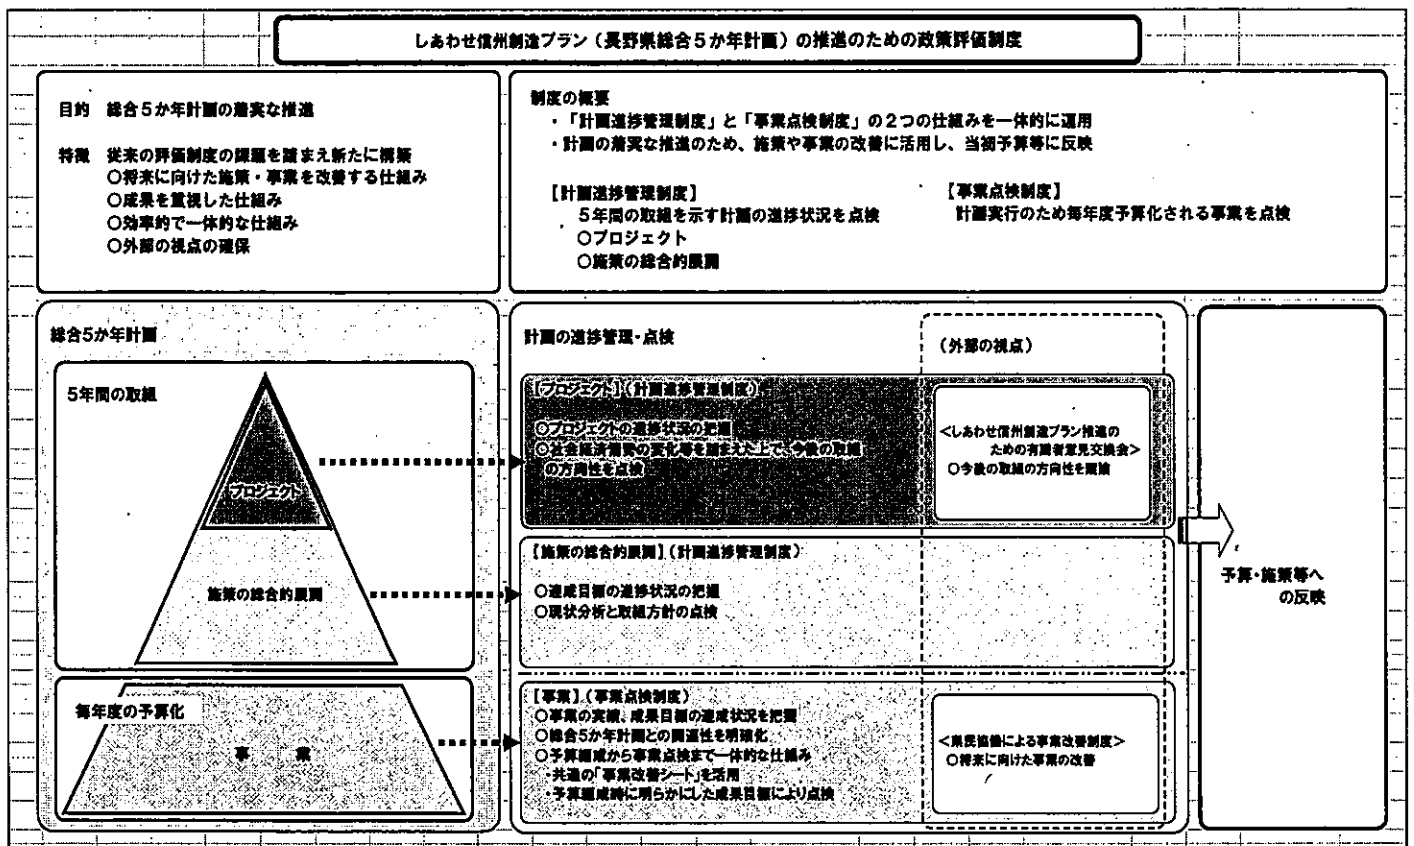 しあわせ信州創造プラン（長野県総合５か年計画）の推進のための政策評価制度
目的　総合５か年計画の着実な推進
特徴　従来の評価制度の課題を踏まえ新たに構築
○将来に向けた施策・事業を改善する仕組み
○成果を重視した仕組み
○効率的で一体的な仕組み
○外部の視点の確保
制度の概要
・「計画進捗管理制度」と「事業点検制度」の２つの仕組みを一体的に運用
・計画の着実な推進のため、施策や事業の改善に活用し、当初予算等に反映
【計画進捗管理制度】
５年間の取組を示す計画の進捗状況を点検
○プロジェクト
○施策の総合的展開
【事業点検制度】
計画実行のため毎年度予算化される事業を点検
総合5か年計画
5年間の取組
プロジェクト
施策の総合的展開
毎年度の予算化
事　業
計画の進捗管理・点検
（外部の視点）
【プロジェクト】（計画進捗管理制度）
○プロジェクトの進捗状況の把握
○社会経済情勢の変化等を踏まえた上で、今後の取組
の方向性を点検
＜しあわせ信州創造プラン推進の
ための有識者意見交換会＞
○今後の取組の方向性を議論
【施策の総合的展開】（計画進捗管理制度）
○達成目標の進捗状況の把握
○現状分析と取組方針の点検
【事業】（事業点検制度）
○事業の実績、成果目標の達成状況を把握
○総合5か年計画との関連性を明確化
○予算編成から事業点検まで一体的な仕組み
・共通の「事業改善シート」を活用
・予算編成時に明らかにした成果目標により点検
＜県民協働による事業改善制度＞
○将来に向けた事業の改善
予算・施策等へ
の反映